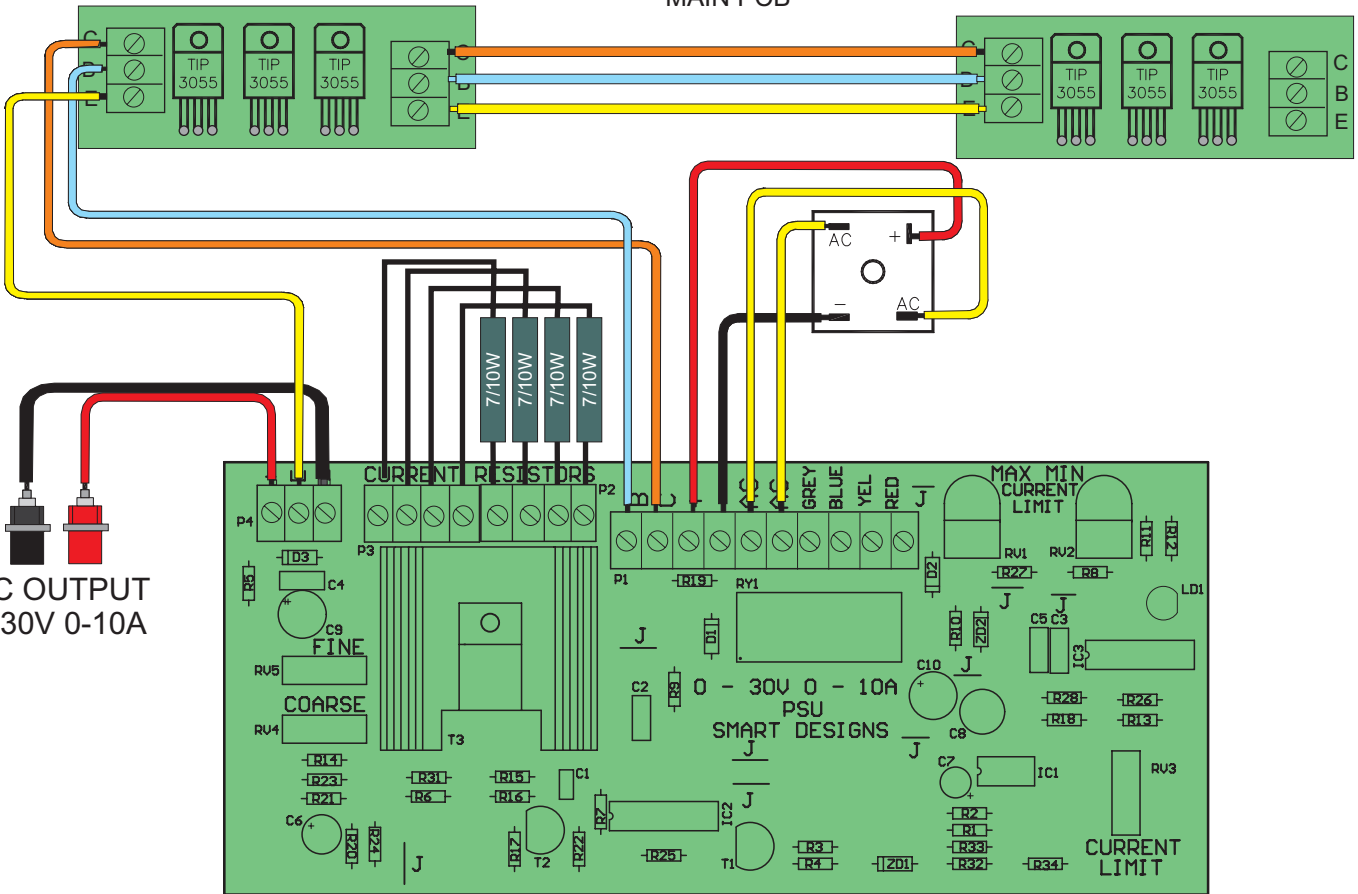 TIP 3055
TIP 3055
TIP 3055
TIP 3055
TIP 3055
TIP 3055
C
B
E
AC
+
-
AC
7/10W
7/10W
7/10W
7/10W
CURRENT RESISTORS
P2
B
GREY
BLUE
YEL
RED
J
MAX MIN
CURRENT
LIMIT
P4
P3
P1
R19
RY1
D2
RV1
RV2
R11
R12
R27
R8
LD1
D3
R5
C4
C9
C OUTPUT
30V 0-10A
FINE
RV5
COARSE
RV4
J
D1
R10
ZD2
J
J
C5
C3
IC3
C2
R9
0 - 30V 0 - 10A
PSU
SMART DESIGNS
C10
J
C8
J
R28
R26
R18
R13
T3
J
J
R14
R23
R21
R31
R6
R15
R16
C1
C7
IC1
RV3
C6
R20
R24
J
R17
T2
R22
R7
IC2
R25
T1
R3
R4
ZD1
R2
R1
R33
R32
R34
CURRENT
LIMIT